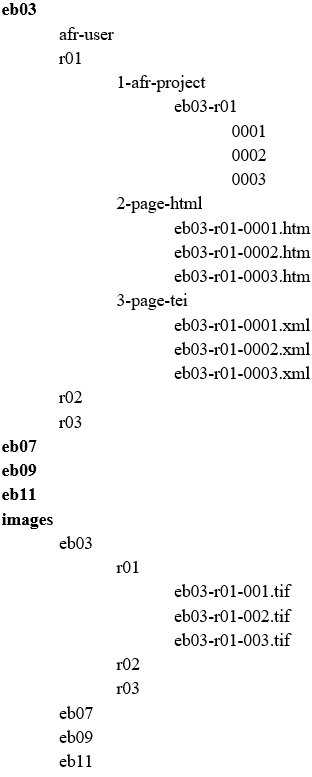 eb03
afr-user
r01
1-afr-project
eb03-r01
0001
0002
0003
2-page-html
eb03-r01-0001.htm
eb03-r01-0002.htm
eb03-r01-0003.htm
3-page-tei
eb03-r01-0001.xml
eb03-r01-0002.xml
eb03-r01-0003.xml
r02
r03
eb07
eb09
eb11
images
eb03
r01
eb03-r01-001.tif
eb03-r01-002.tif
eb03-r01-003.tif
r02
r03
eb07
eb09
eb11